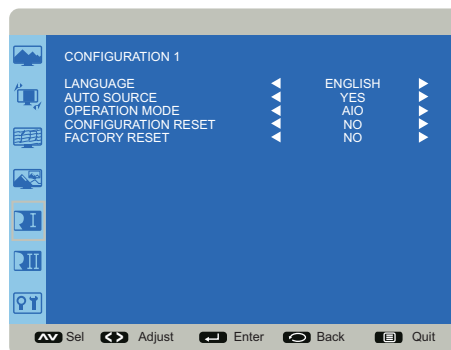 CONFIGURATION 1
LANGUAGE ENGLISH
AUTO SOURCE YES
OPERATION MODE AIO
CONFIGURATION RESET NO
FACTORY RESET NO
I
II
Sel Adjust Enter Back Quit